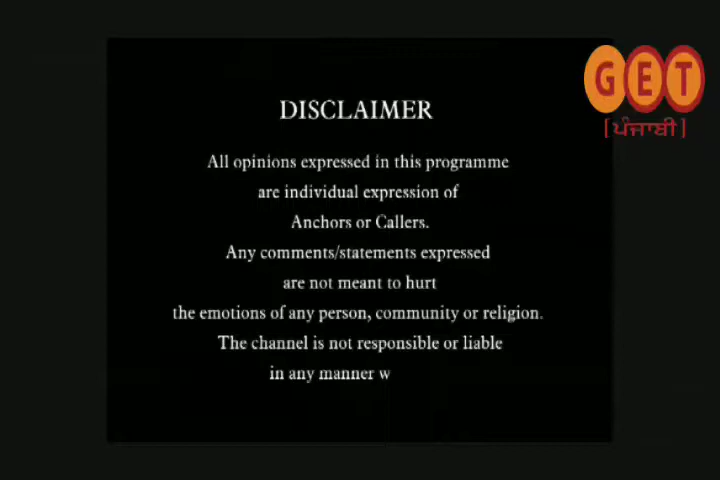 GET
[ਪੰਜਾਬੀ]
DISCLAIMER
All opinions expressed in this programme
are individual expression of
Anchors or Callers.
Any comments/statements expressed
are not meant to hurt
the emotions of any person, community or religion.
The channel is not responsible or liable
in any manner w